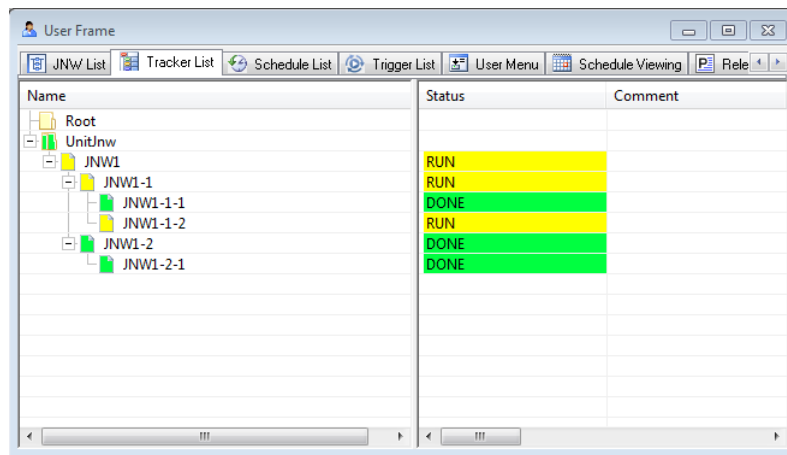 User Frame
JNW List Tracker List Schedule List Trigger List User Menu Schedule Viewing Rele
Name Status Comment
Root
UnitJnw
JNW1 RUN
JNW1-1 RUN
JNW1-1-1 DONE
JNW1-1-2 RUN
JNW1-2 DONE
JNW1-2-1 DONE